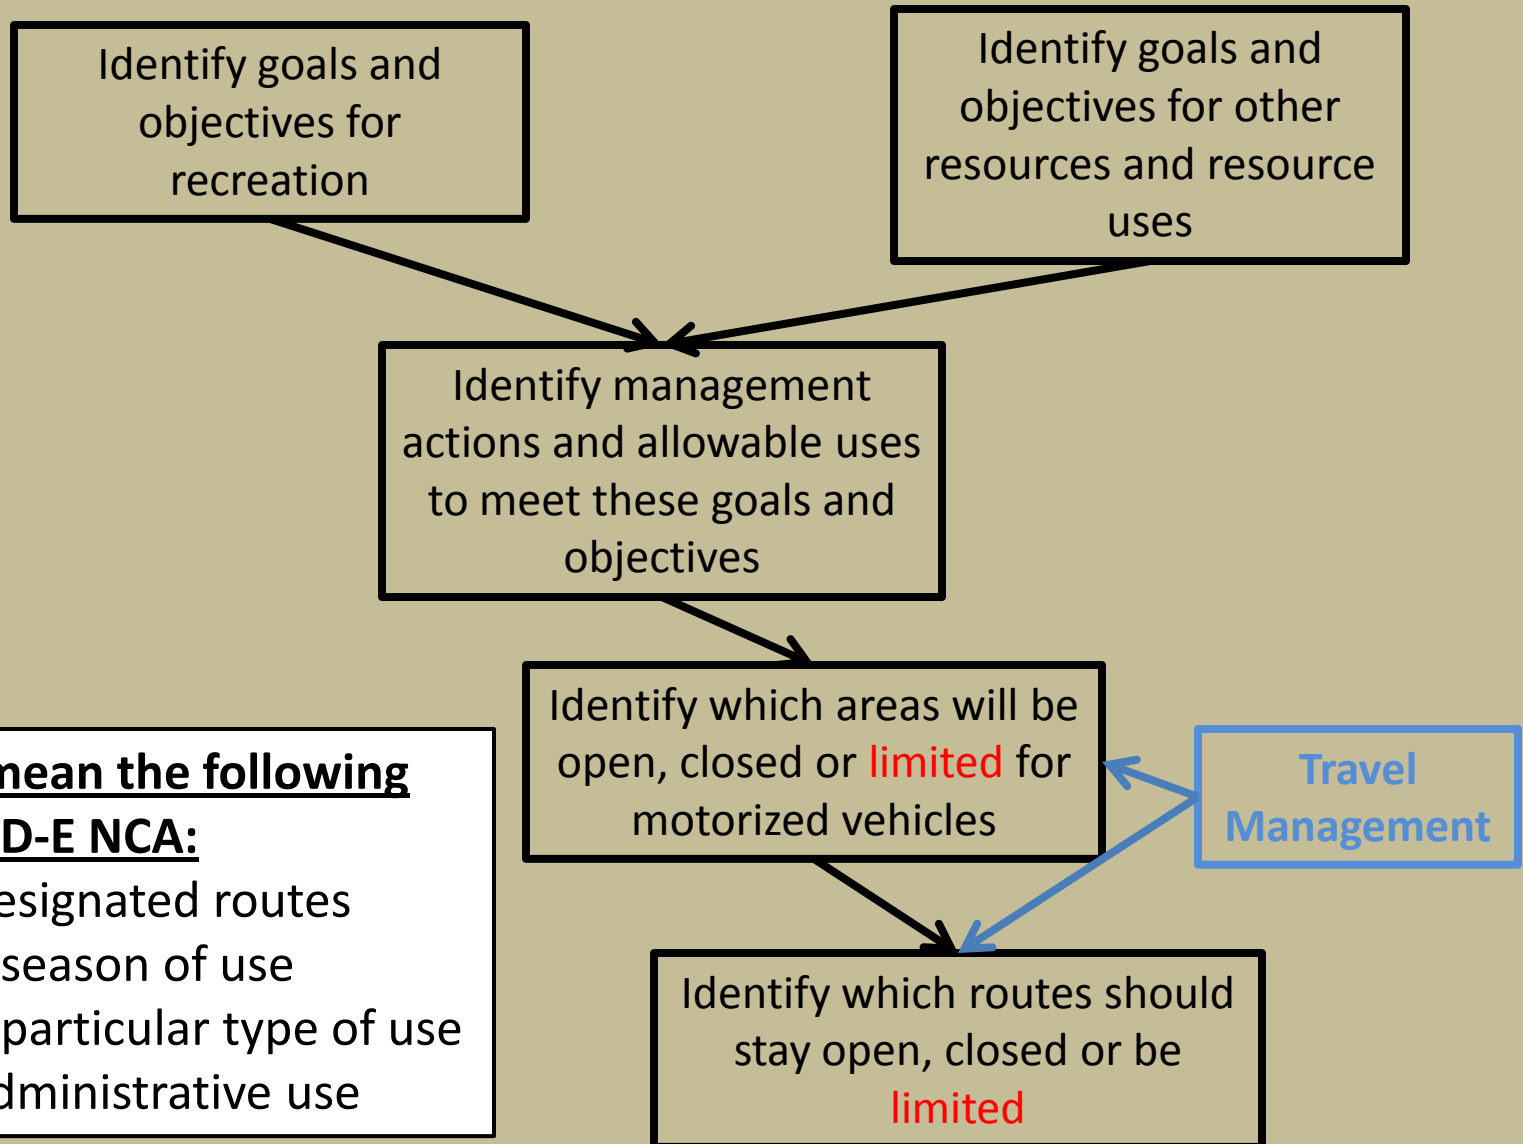 Identify goals and
objectives for
recreation
Identify goals and
objectives for other
resources and resource
uses
Identify management
actions and allowable uses
to meet these goals and
objectives
Identify which areas will be
open, closed or limited for
motorized vehicles
Travel
Management
mean the following
D-E NCA:
esignated routes
season of use
particular type of use
dministrative use
Identify which routes should
stay open, closed or be
limited